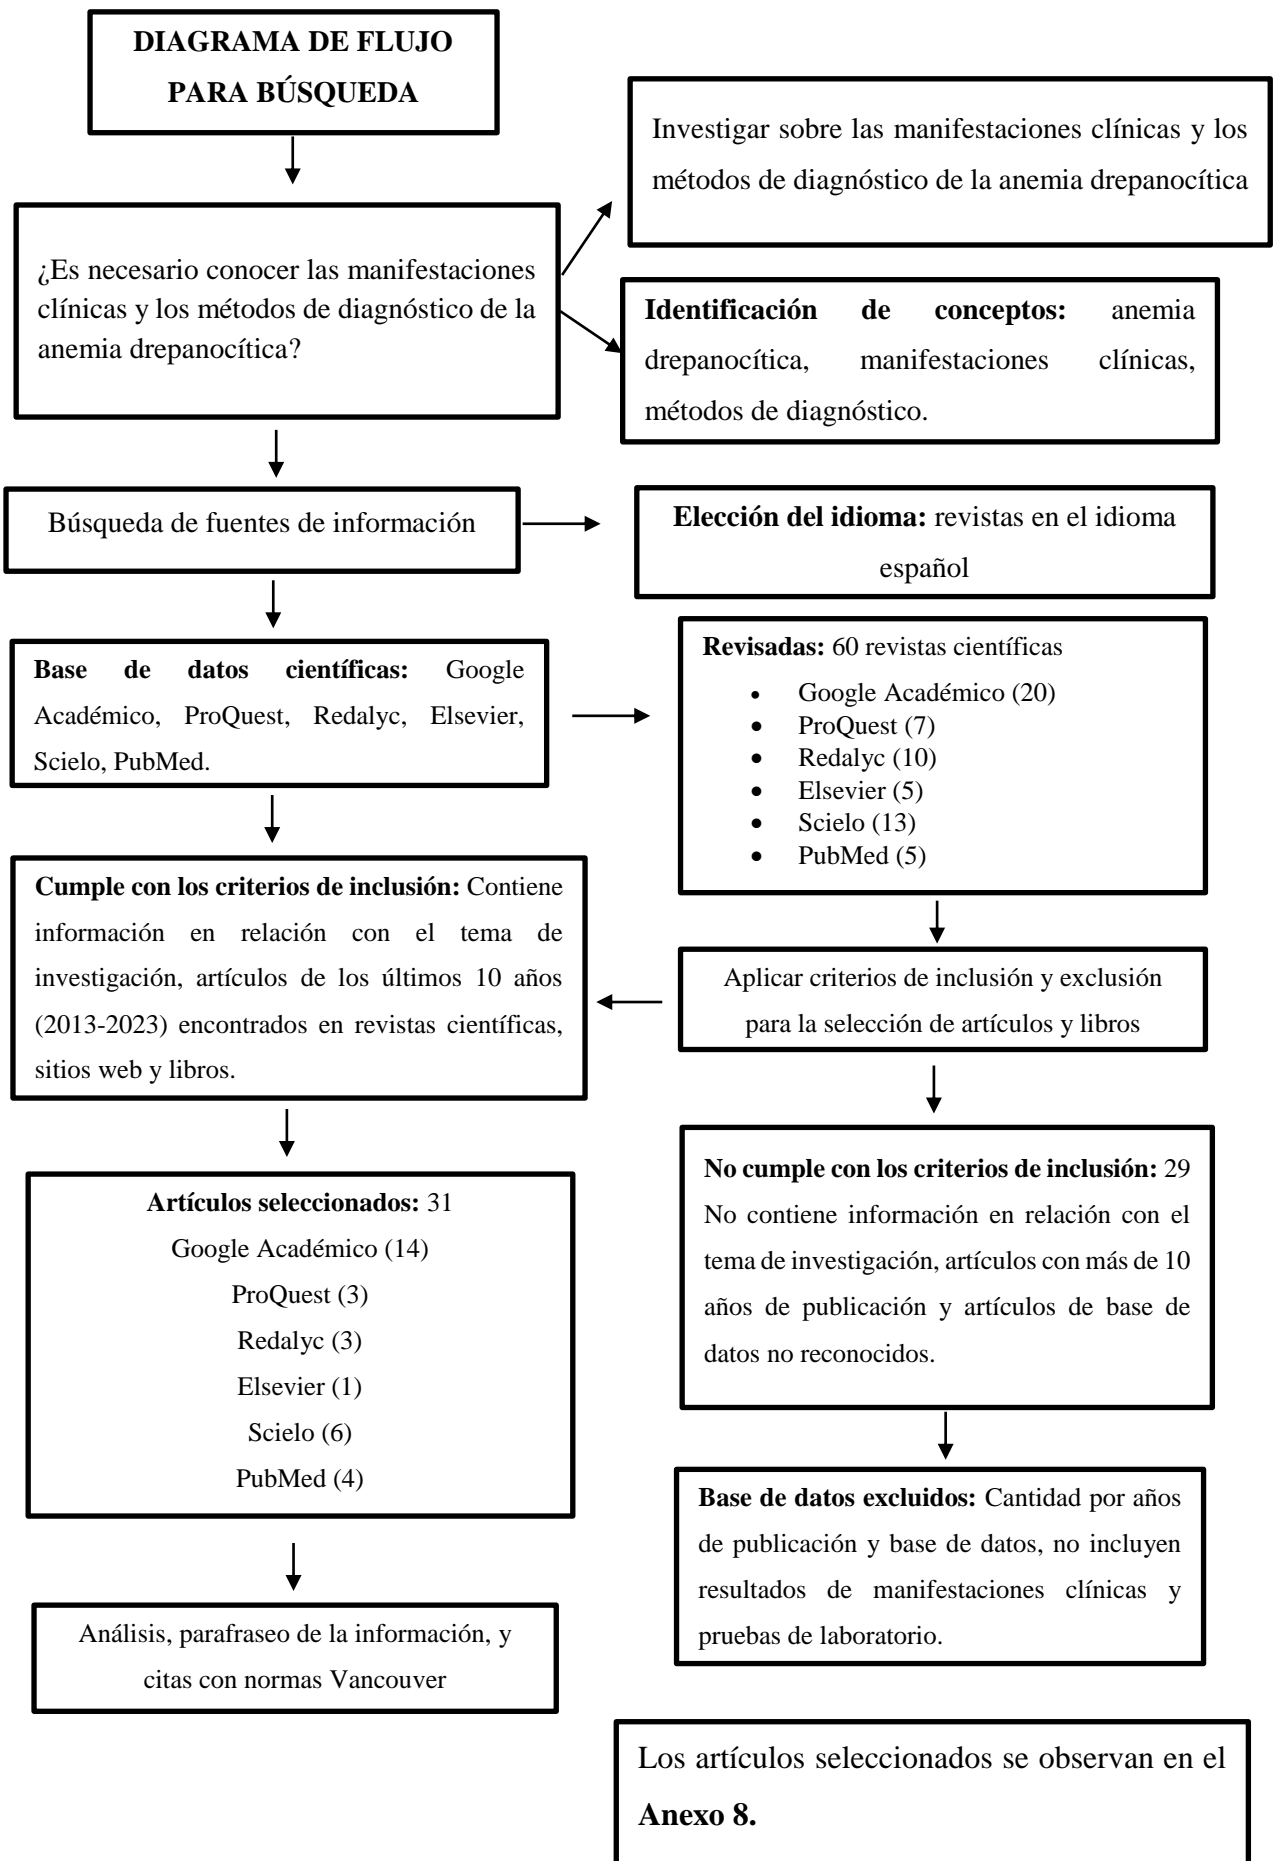 DIAGRAMA DE FLUJO
PARA BÚSQUEDA
Investigar sobre las manifestaciones clínicas y los
métodos de diagnóstico de la anemia drepanocítica
¿Es necesario conocer las manifestaciones
clínicas y los métodos de diagnóstico de la
anemia drepanocítica?
Identificación de conceptos: anemia
drepanocítica, manifestaciones clínicas,
métodos de diagnóstico.
Búsqueda de fuentes de información
Elección del idioma: revistas en el idioma
español
Base de datos científicas: Google
Académico, ProQuest, Redalyc, Elsevier,
Scielo, PubMed.
Revisadas: 60 revistas científicas
• Google Académico (20)
• ProQuest (7)
• Redalyc (10)
• Elsevier (5)
• Scielo (13)
• PubMed (5)
Cumple con los criterios de inclusión: Contiene
información en relación con el tema de
investigación, artículos de los últimos 10 años
(2013-2023) encontrados en revistas científicas,
sitios web y libros.
Aplicar criterios de inclusión y exclusión
para la selección de artículos y libros
Artículos seleccionados: 31
Google Académico (14)
ProQuest (3)
Redalyc (3)
Elsevier (1)
Scielo (6)
PubMed (4)
No cumple con los criterios de inclusión: 29
No contiene información en relación con el
tema de investigación, artículos con más de 10
años de publicación y artículos de base de
datos no reconocidos.
Base de datos excluidos: Cantidad por años
de publicación y base de datos, no incluyen
resultados de manifestaciones clínicas y
pruebas de laboratorio.
Análisis, parafraseo de la información, y
citas con normas Vancouver
Los artículos seleccionados se observan en el
Anexo 8.